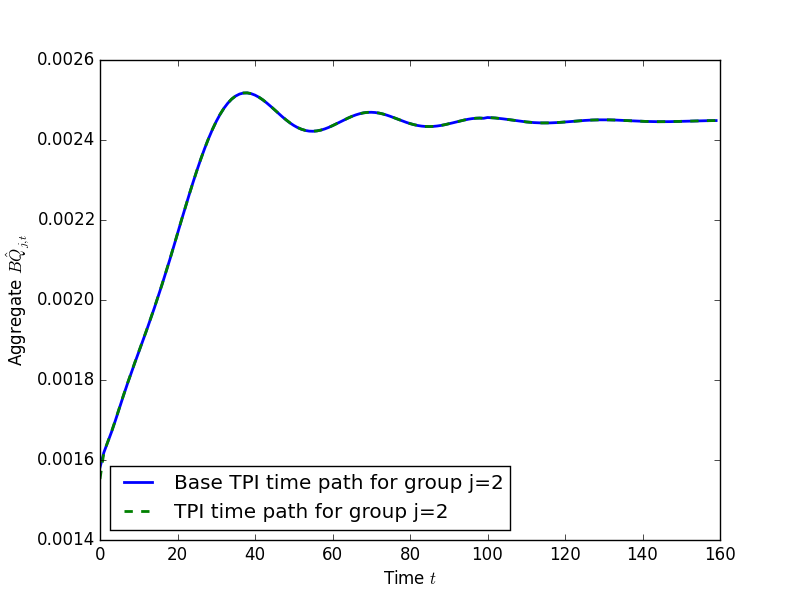 0.0026
0.0024
0.0022
0.0020
0.0018
0.0016
0.0014
Aggregate $\hat{BQ}_{j,t}$
Base TPI time path for group j=2
TPI time path for group j=2
0 20 40 60 80 100 120 140 160
Time t